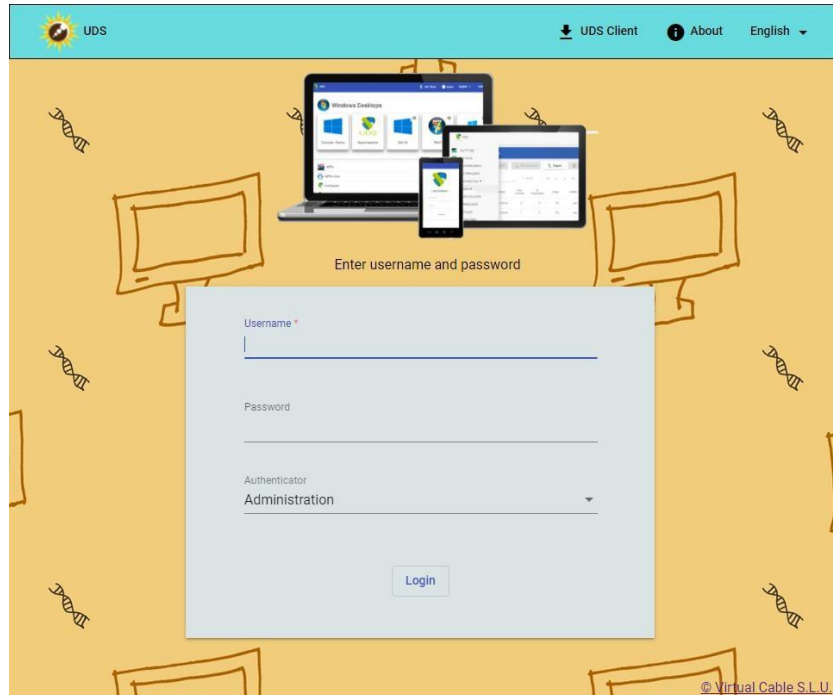 UDS
UDS Client
About
English
Windows Desktops
Enter username and password
Username *
Password
Authenticator
Administration
Login
© Virtual Cable S.L.U.